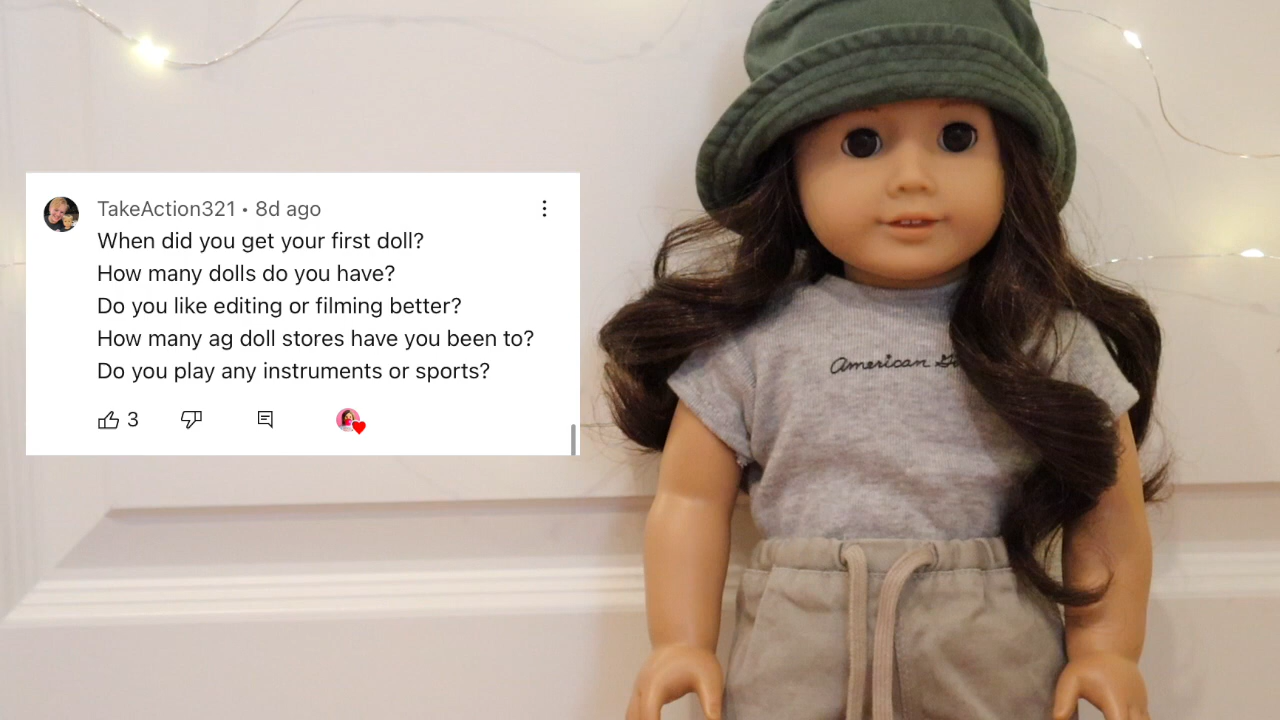 TakeAction321 • 8d ago
When did you get your first doll?
How many dolls do you have?
Do you like editing or filming better?
How many ag doll stores have you been to?
Do you play any instruments or sports?
3
American